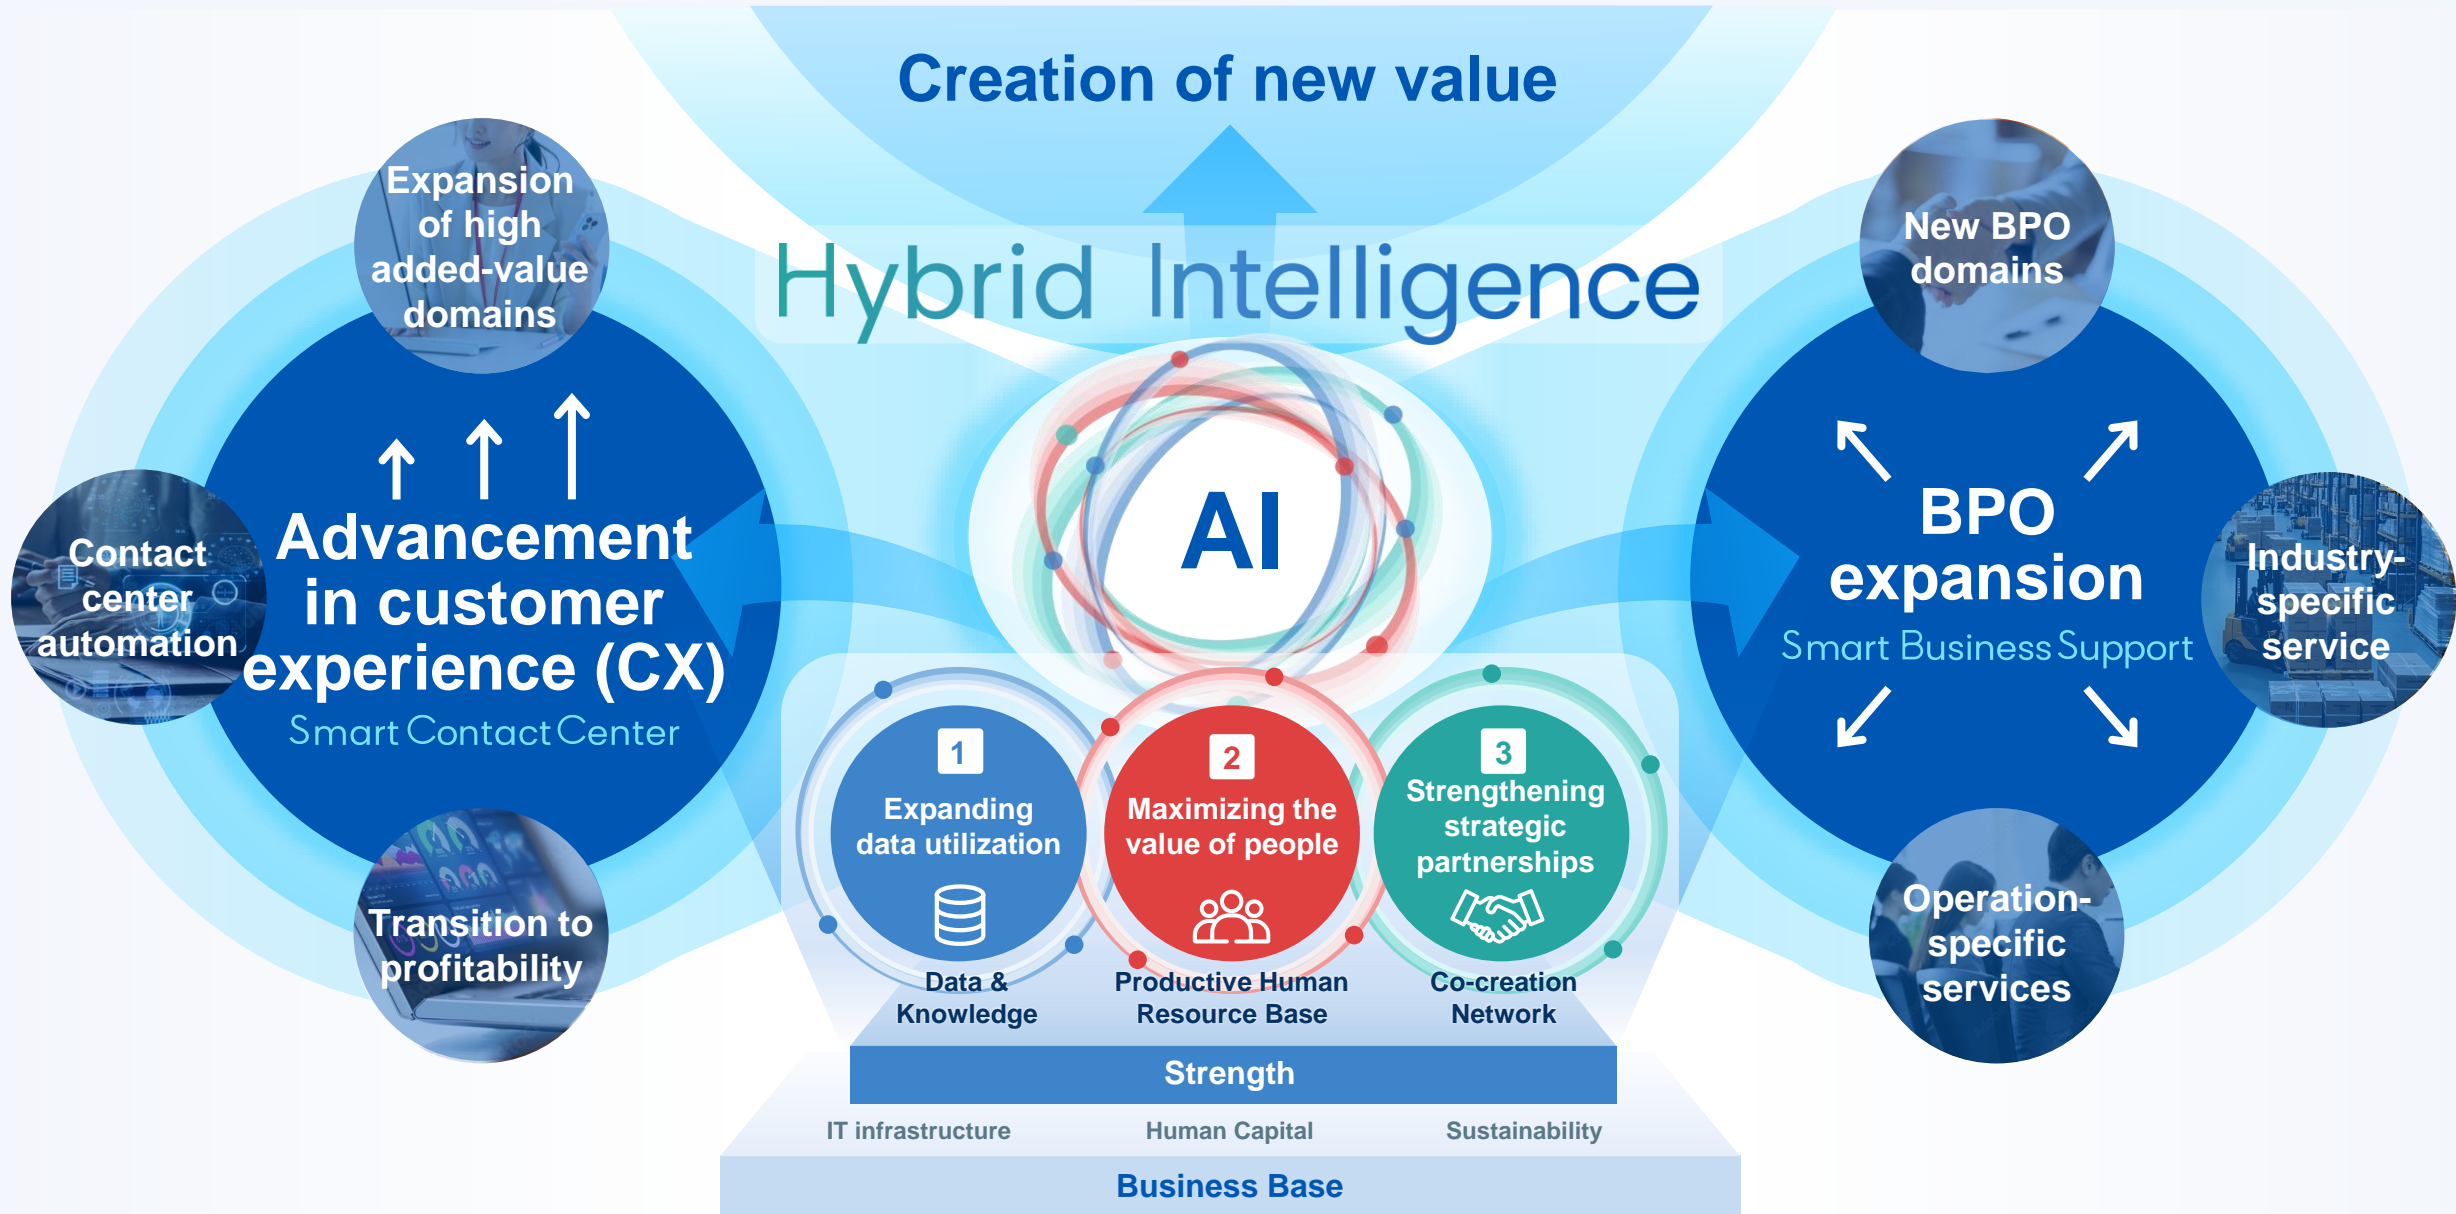 Creation of new value
Hybrid Intelligence
Expansion
of high
added-value
domains
Contact
center
automation
Advancement
in customer
experience (CX)
Smart Contact Center
Transition to
profitability
AI
1
Expanding
data utilization
2
Maximizing the
value of people
3
Strengthening
strategic
partnerships
Data &
Knowledge
Productive Human
Resource Base
Co-creation
Network
Strength
IT infrastructure
Human Capital
Sustainability
Business Base
New BPO
domains
BPO
expansion
Smart Business Support
Industry-
specific
service
Operation-
specific
services